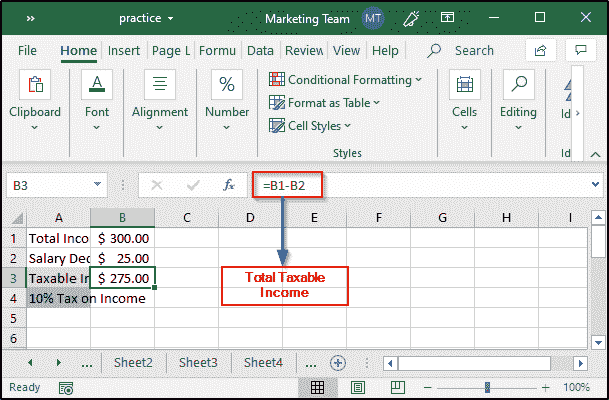 » practice Marketing Team MT
File Home Insert Page L Formu Data Review View Help Search
Clipboard Font Alignment Number Conditional Formatting Format as Table Cell Styles Styles Cells Editing Id
B3 fx =B1-B2
A B C D E F G H I
1 Total Inco $ 300.00
2 Salary Dec $ 25.00
3 Taxable In $ 275.00
4 10% Tax on Income
5
6
Total Taxable
Income
... Sheet2 Sheet3 Sheet4 ...
Ready 100%